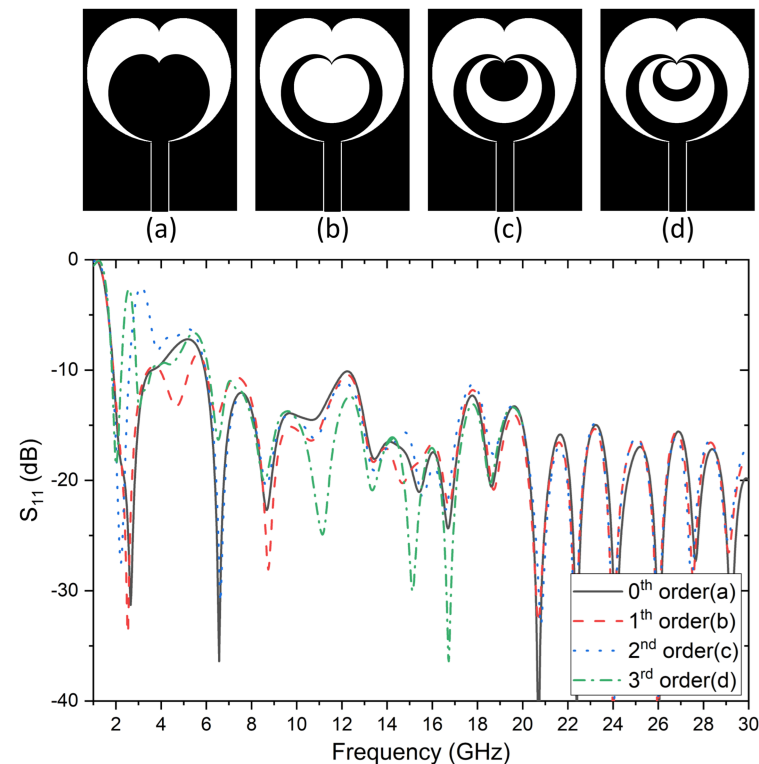 (a) (b) (c) (d)
0
-10
-20
-30
-40
S₁₁ (dB)
0ᵗʰ order(a)
1ᵗʰ order(b)
2ⁿᵈ order(c)
3ʳᵈ order(d)
2 4 6 8 10 12 14 16 18 20 22 24 26 28 30
Frequency (GHz)